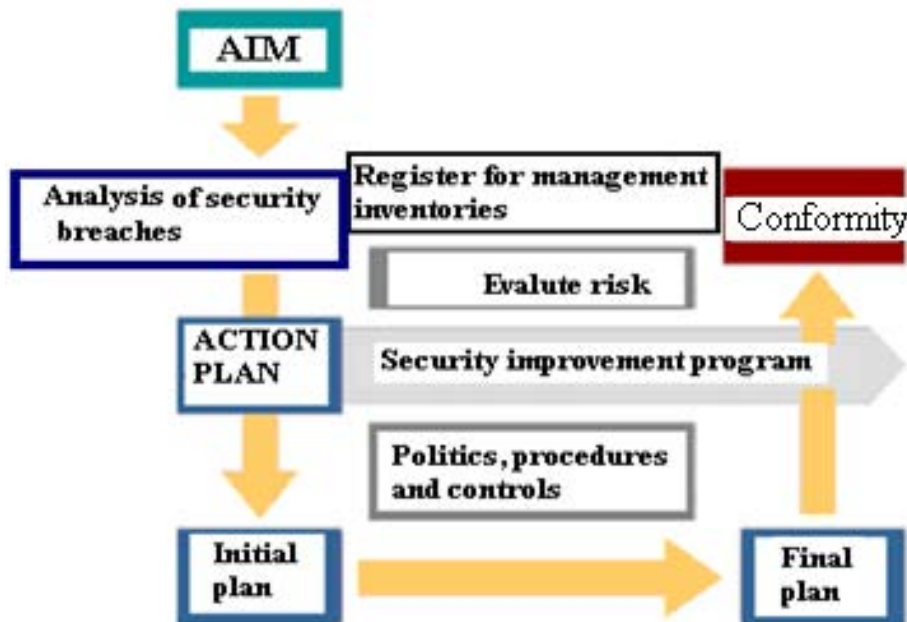 AIM
Analysis of security
breaches
Register for management
inventories
Conformity
Evalute risk
ACTION
PLAN
Security improvement program
Politics, procedures
and controls
Initial
plan
Final
plan